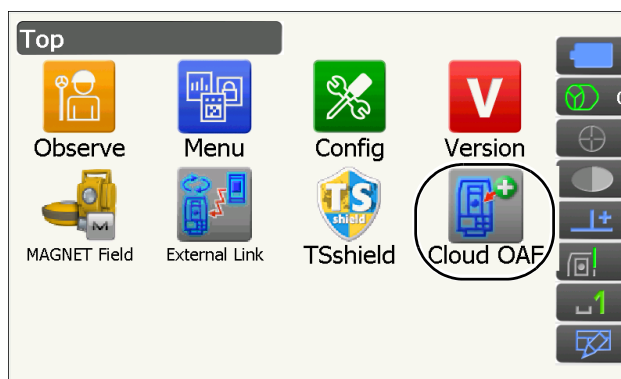 Top
Observe
Menu
Config
V
Version
M
MAGNET Field
External Link
TS
shield
TSshield
Cloud OAF
1